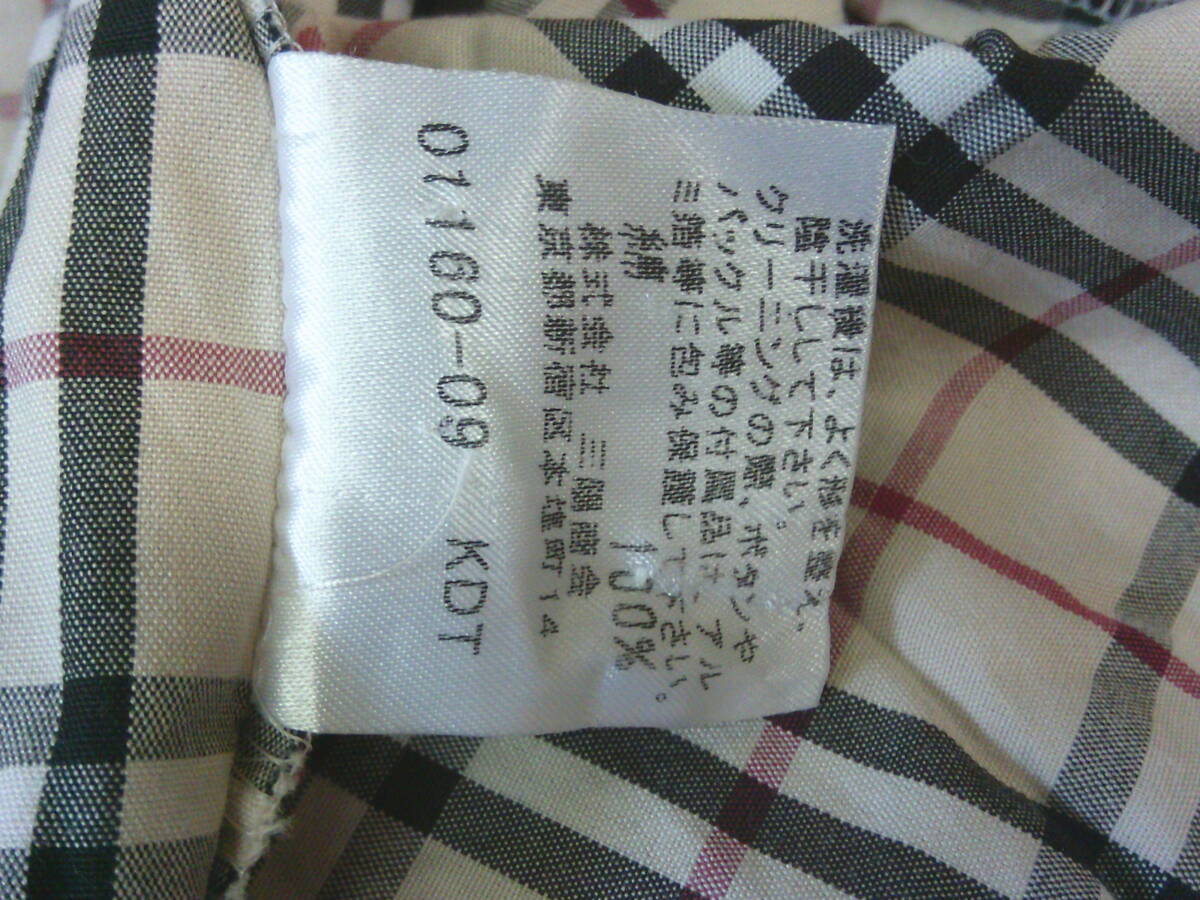 洗濯後は、よく形を整え、
陰干しして下さい。
クリーニングの際、ボタンや
バックル等の付属品は、アル
ミ箔等に包み保護して下さい。
綿 100%
株式会社 三陽商会
東京都新宿区本塩町14
01160-09 KDT